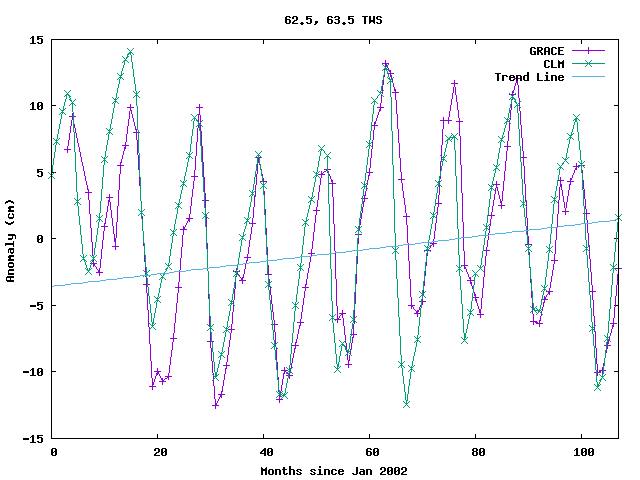 62.5, 63.5 TWS
15
GRACE
CLM
Trend Line
10
5
0
-5
-10
-15
Anomaly (cm)
0 20 40 60 80 100
Months since Jan 2002